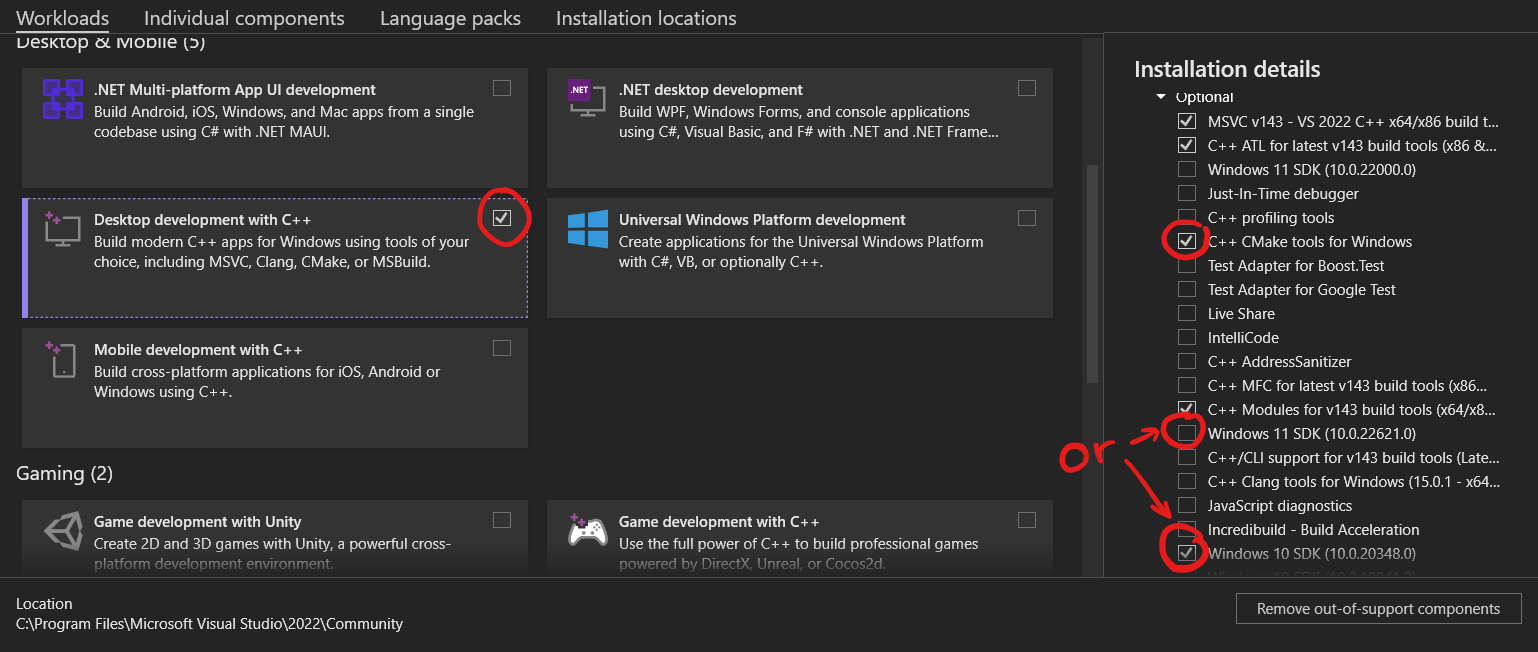 Workloads
Individual components
Language packs
Installation locations
Desktop & Mobile (5)
.NET Multi-platform App UI development
Build Android, iOS, Windows, and Mac apps from a single
codebase using C# with .NET MAUI.
.NET
.NET desktop development
Build WPF, Windows Forms, and console applications
using C#, Visual Basic, and F# with .NET and .NET Frame...
Desktop development with C++
Build modern C++ apps for Windows using tools of your
choice, including MSVC, Clang, CMake, or MSBuild.
Universal Windows Platform development
Create applications for the Universal Windows Platform
with C#, VB, or optionally C++.
Mobile development with C++
Build cross-platform applications for iOS, Android or
Windows using C++.
Gaming (2)
Game development with Unity
Create 2D and 3D games with Unity, a powerful cross-
platform development environment.
Game development with C++
Use the full power of C++ to build professional games
powered by DirectX, Unreal, or Cocos2d.
Installation details
Optional
MSVC v143 - VS 2022 C++ x64/x86 build t...
C++ ATL for latest v143 build tools (x86 &...
Windows 11 SDK (10.0.22000.0)
Just-In-Time debugger
C++ profiling tools
C++ CMake tools for Windows
Test Adapter for Boost.Test
Test Adapter for Google Test
Live Share
IntelliCode
C++ AddressSanitizer
C++ MFC for latest v143 build tools (x86...
C++ Modules for v143 build tools (x64/x8...
or
Windows 11 SDK (10.0.22621.0)
C++/CLI support for v143 build tools (Late...
C++ Clang tools for Windows (15.0.1 - x64...
JavaScript diagnostics
Incredibuild - Build Acceleration
Windows 10 SDK (10.0.20348.0)
Location
C:\Program Files\Microsoft Visual Studio\2022\Community
Remove out-of-support components